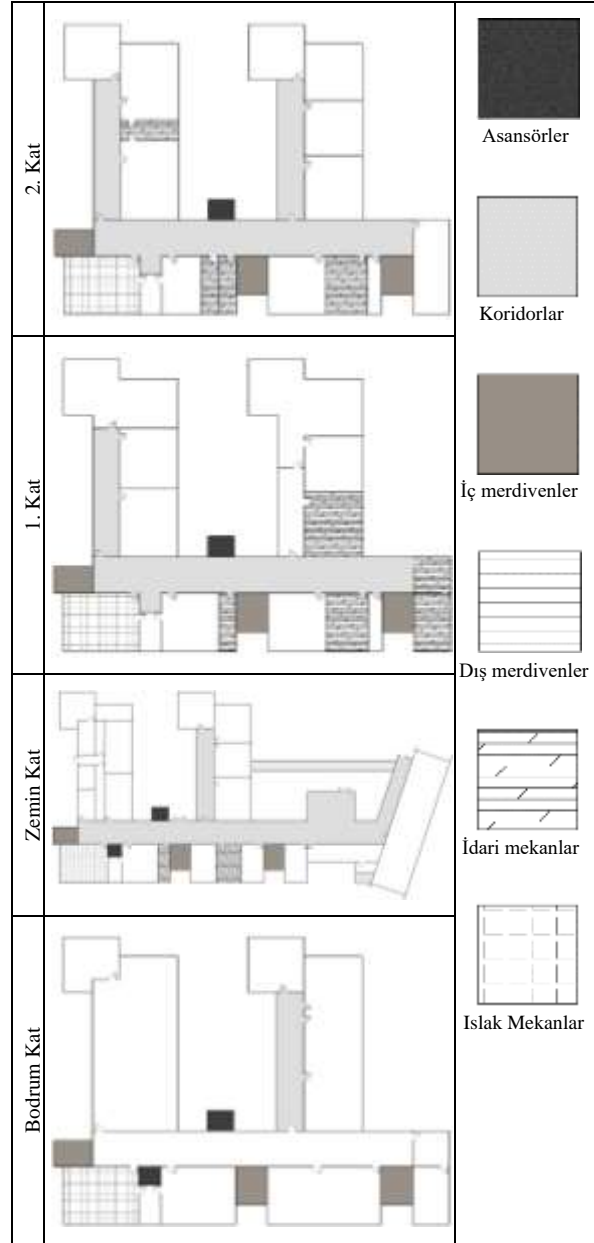 2. Kat
1. Kat
Zemin Kat
Bodrum Kat
Asansörler
Koridorlar
İç merdivenler
Dış merdivenler
İdari mekanlar
Islak Mekanlar